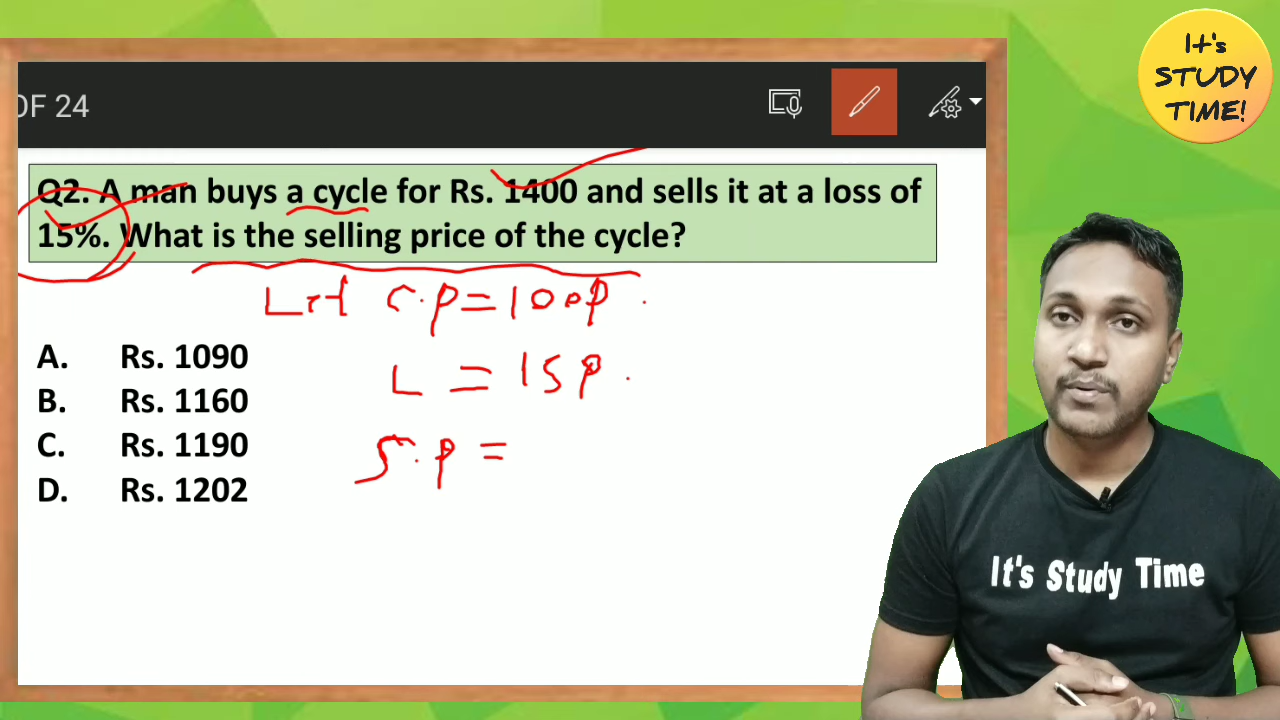 It's
STUDY
TIME!
OF 24
Q2. A man buys a cycle for Rs. 1400 and sells it at a loss of
15%. What is the selling price of the cycle?
Let C.P = 100P.
A. Rs. 1090
L = 15P.
B. Rs. 1160
C. Rs. 1190
S.P =
D. Rs. 1202
It's Study Time